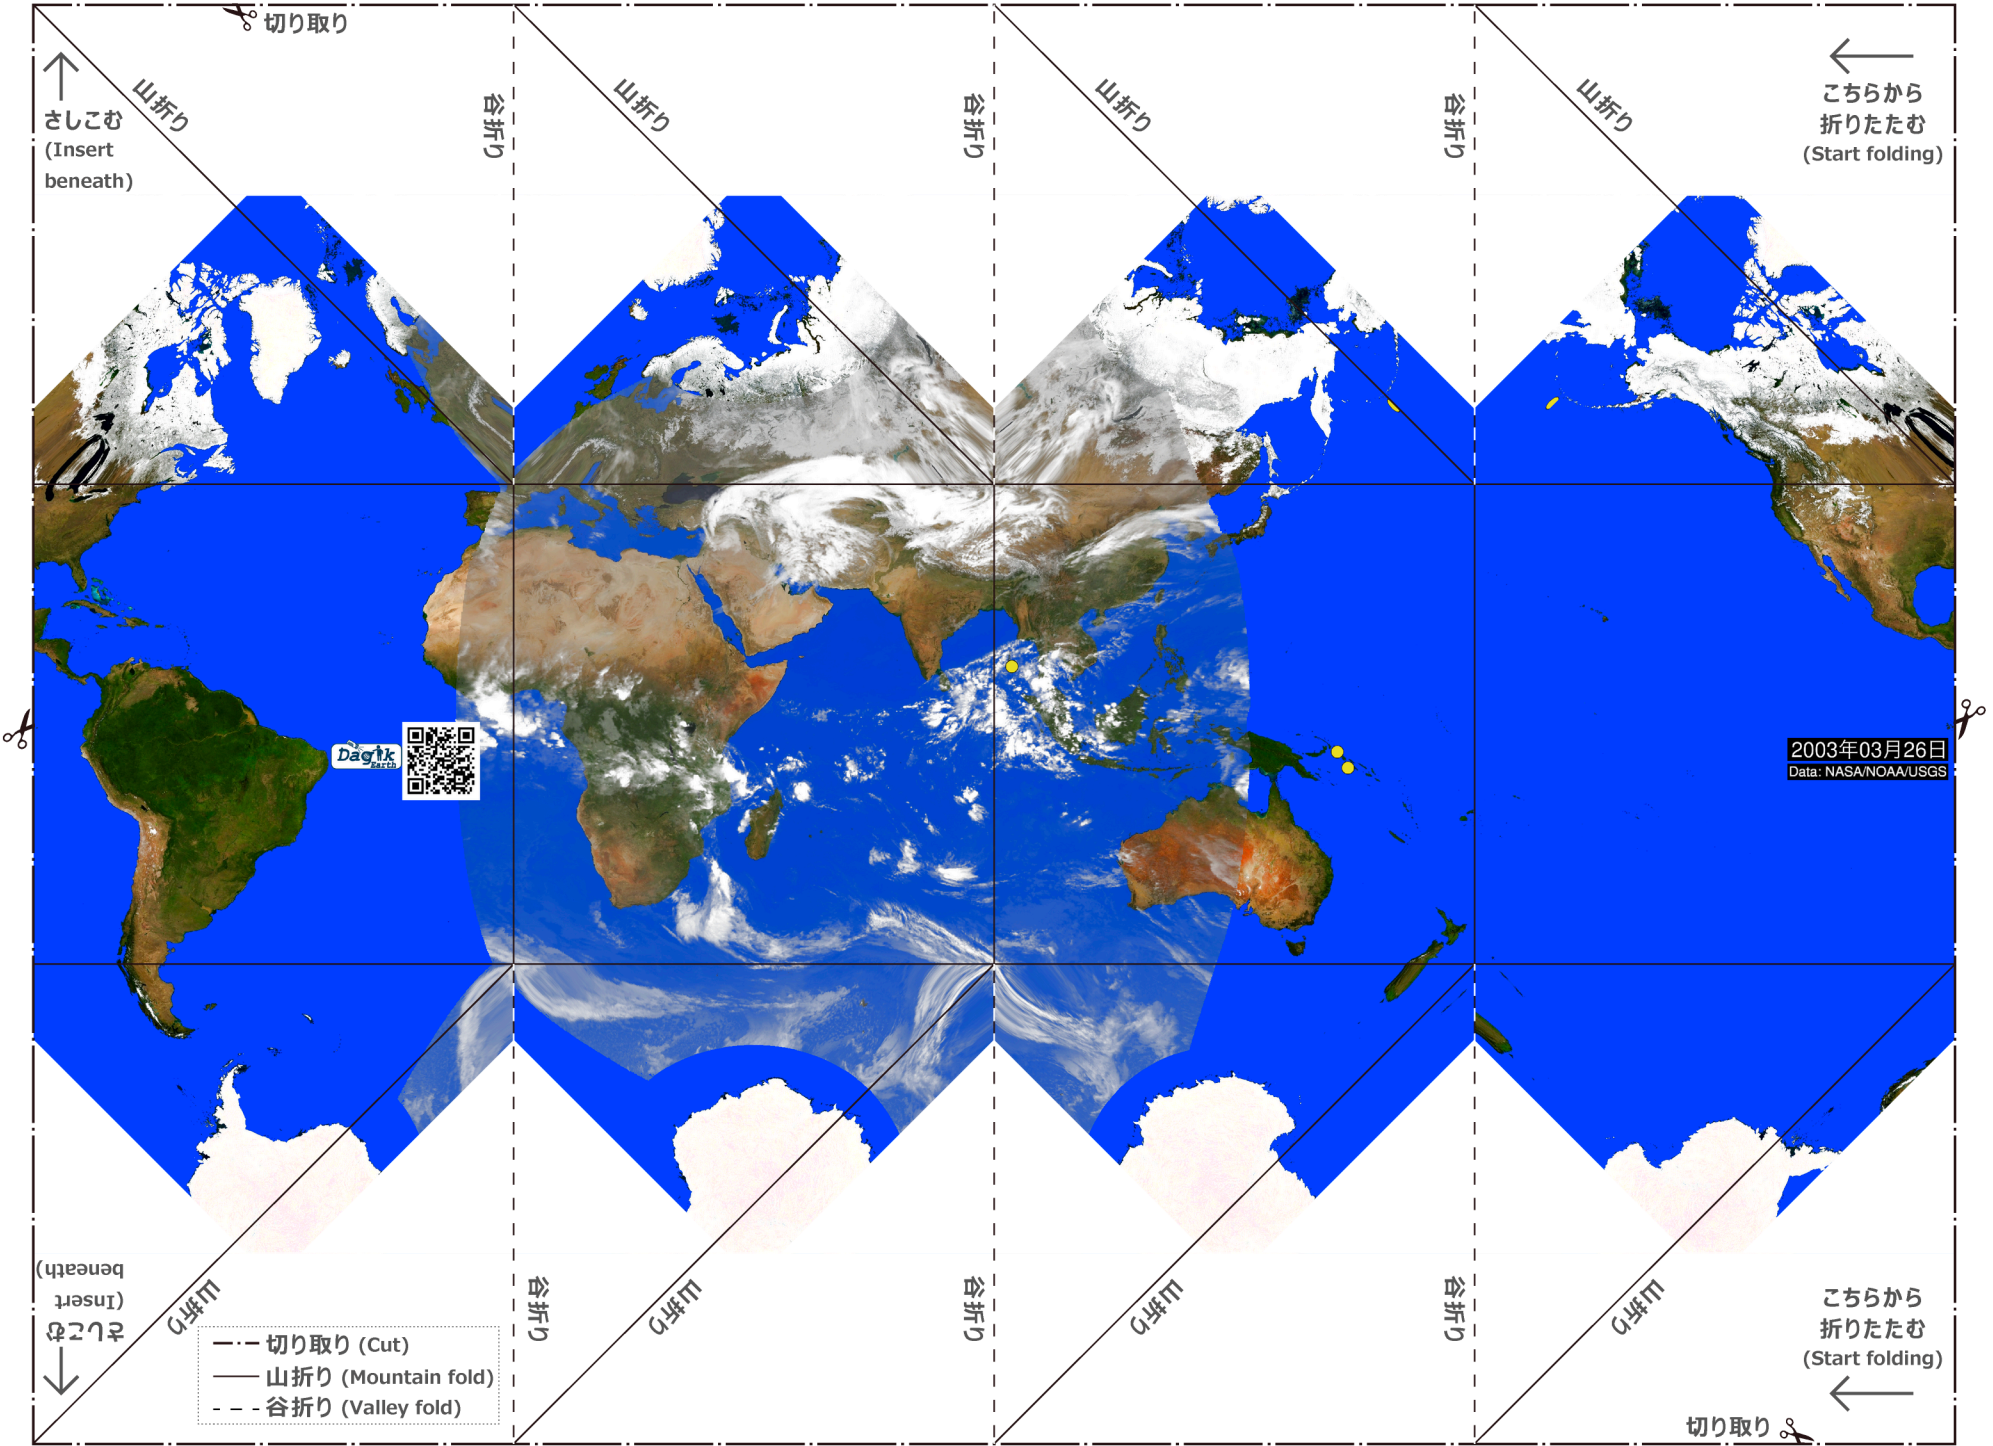 切り取り
さしこむ
(Insert
beneath)
山折り
谷折り
山折り
谷折り
山折り
谷折り
山折り
こちらから
折りたたむ
(Start folding)
Dagik
Earth
2003年03月26日
Data: NASA/NOAA/USGS
さしこむ
(Insert
beneath)
山折り
谷折り
山折り
谷折り
山折り
谷折り
山折り
こちらから
折りたたむ
(Start folding)
切り取り (Cut)
山折り (Mountain fold)
谷折り (Valley fold)
切り取り